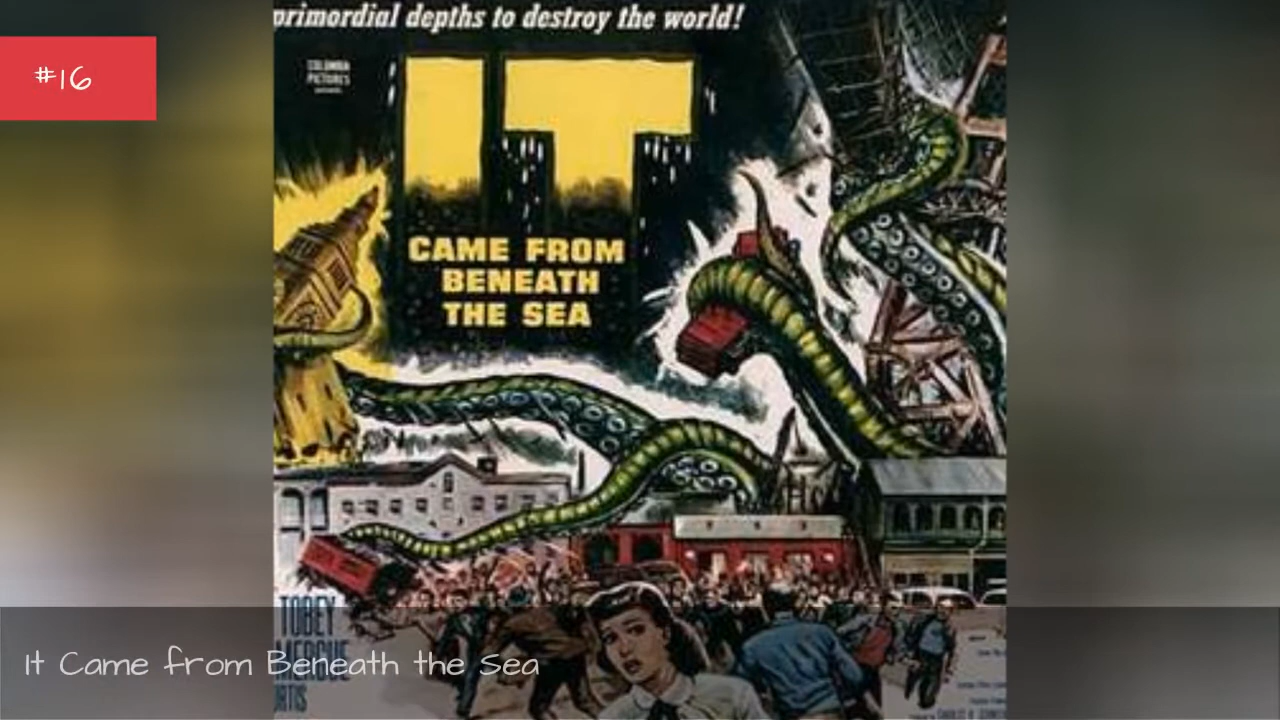 primordial depths to destroy the world!
#16
COLUMBIA
PICTURES
IT
CAME FROM
BENEATH
THE SEA
TOBEY
It Came from Beneath the Sea